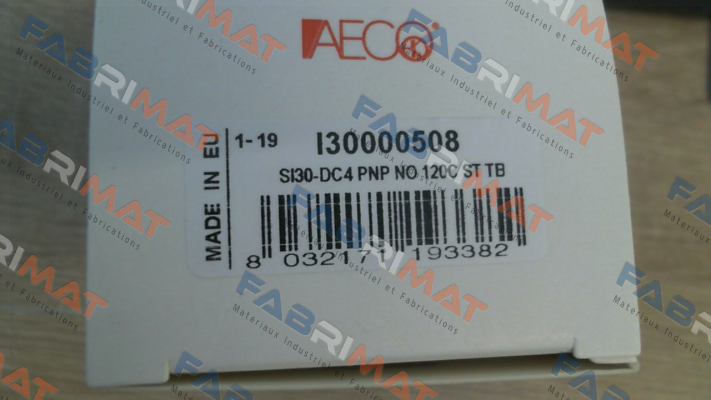 AECO
MADE IN EU
1-19
I30000508
SI30-DC4 PNP NO 120C ST TB
8 032171 193382
FABRIMAT
Materiaux Industriel et Fabrications